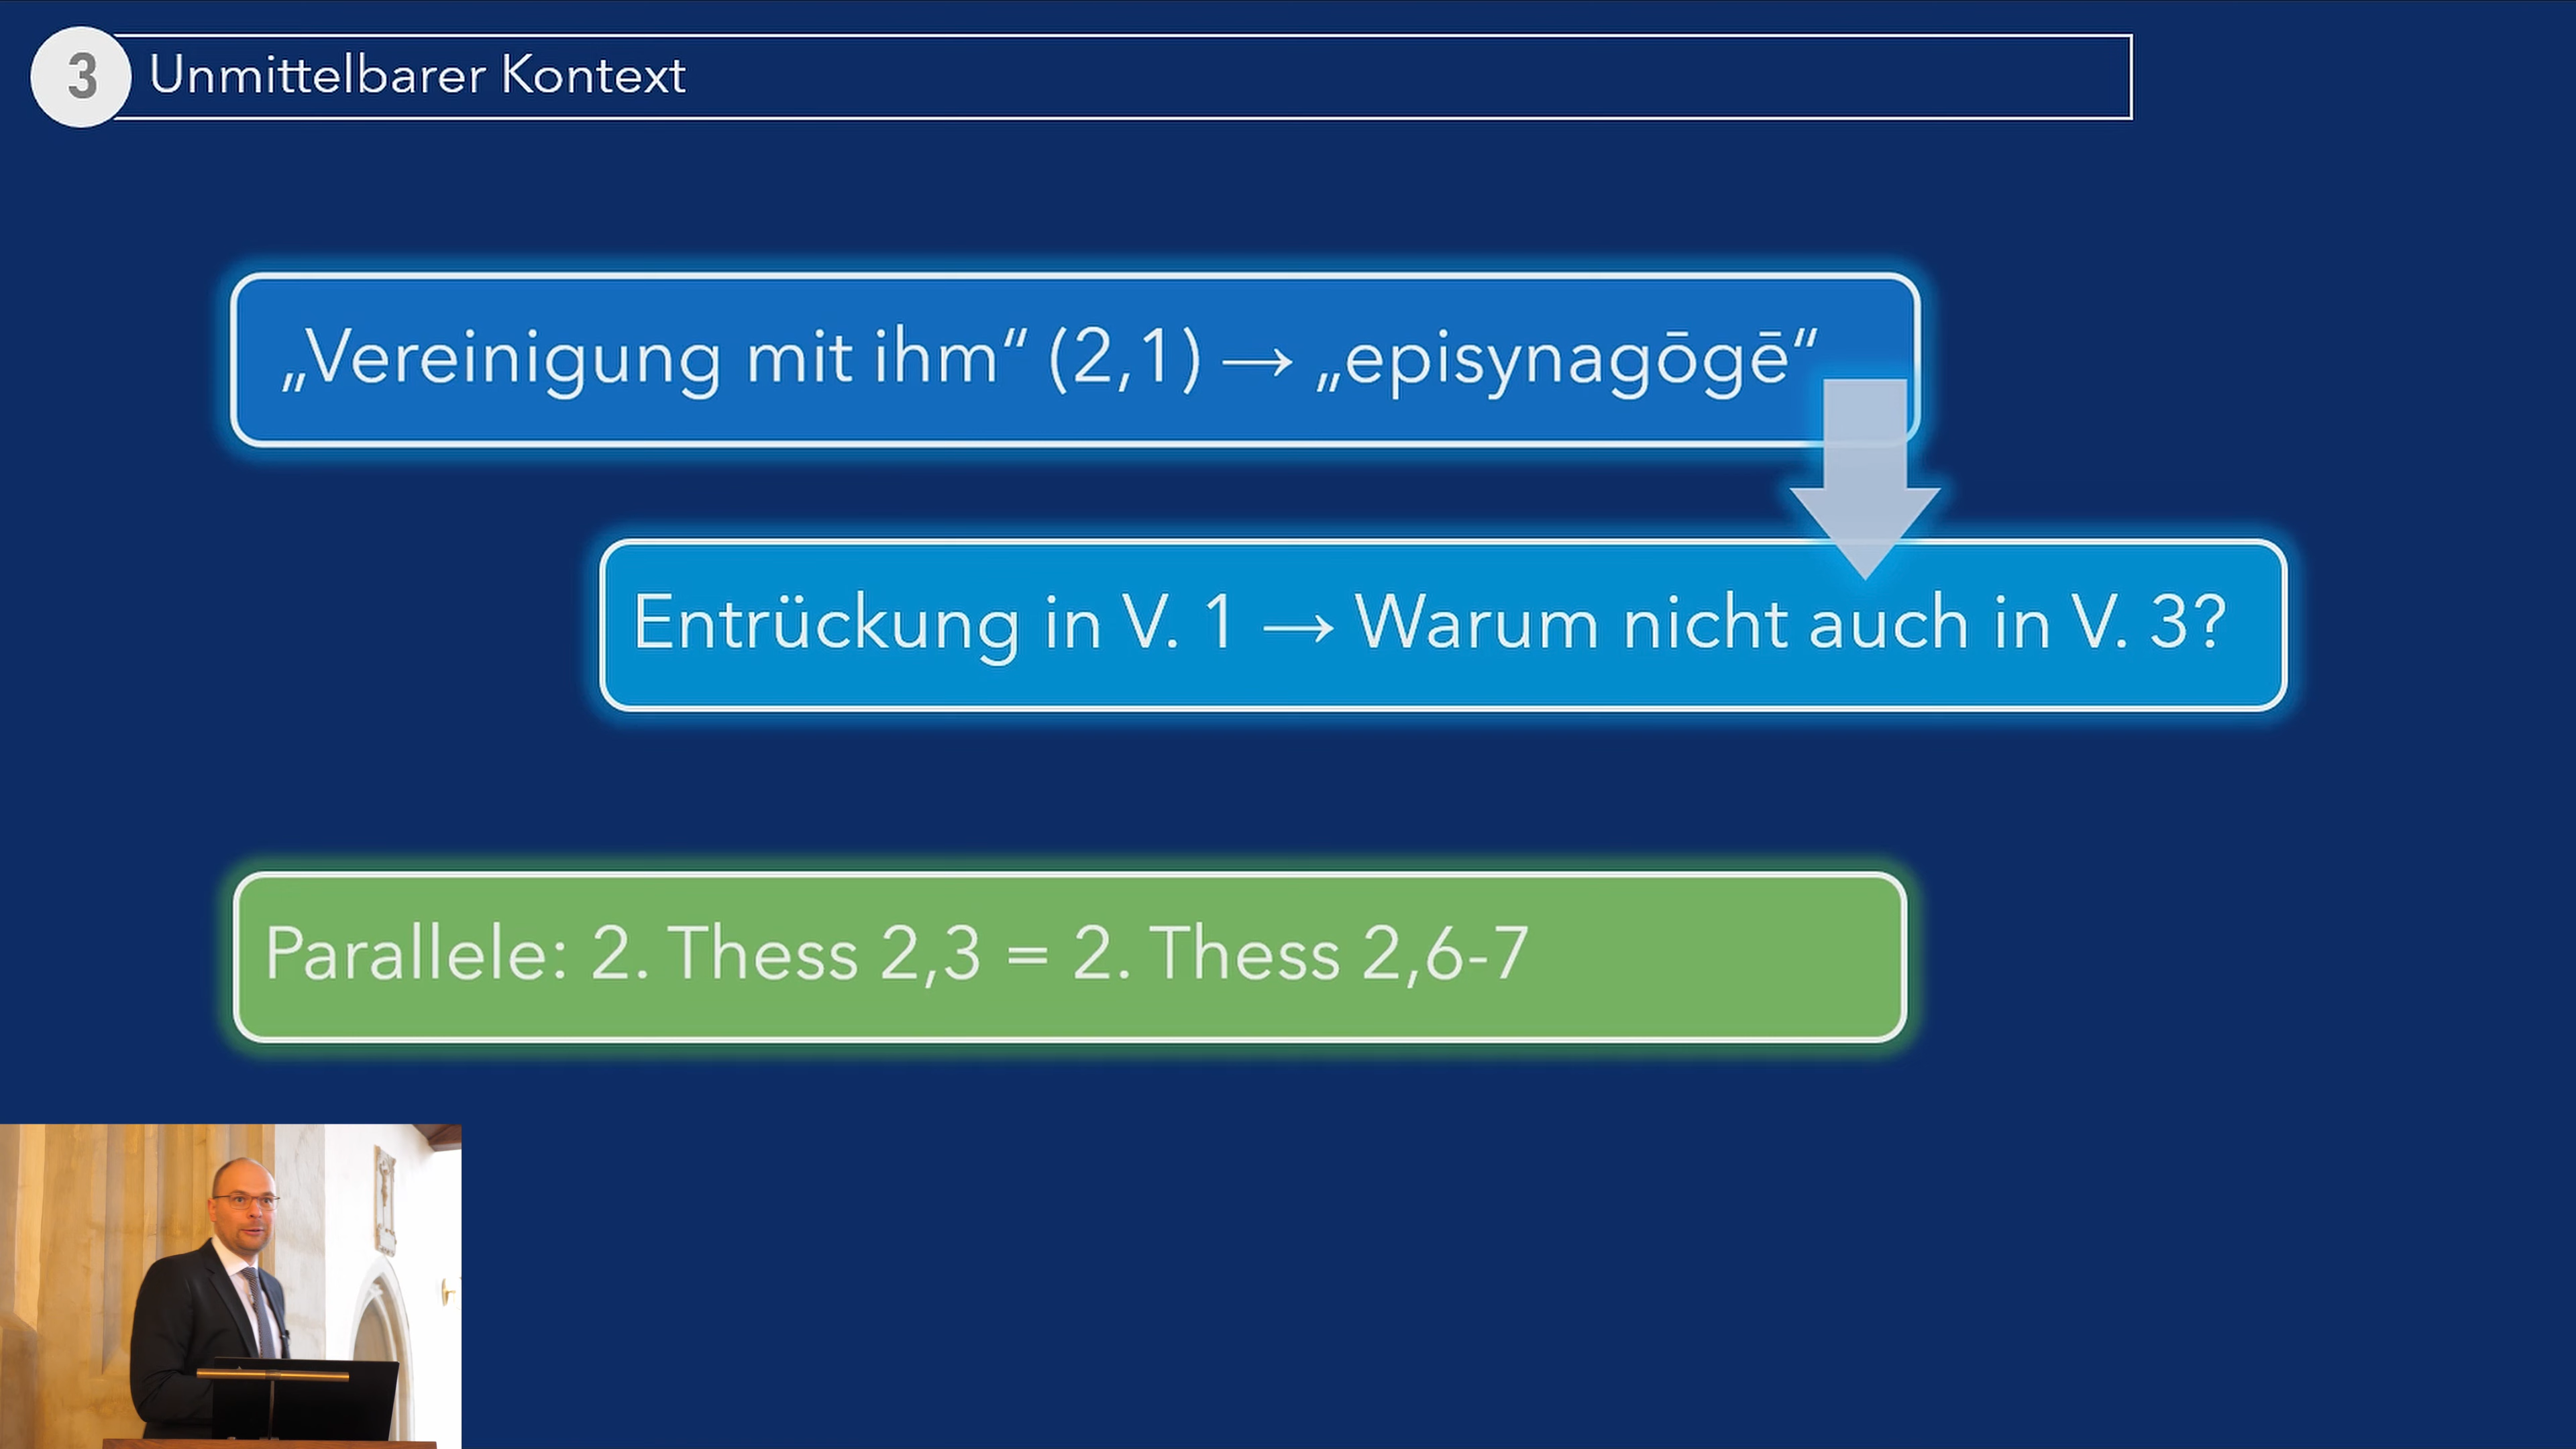 3 Unmittelbarer Kontext
„Vereinigung mit ihm“ (2,1) → „episynagōgē“
Entrückung in V. 1 → Warum nicht auch in V. 3?
Parallele: 2. Thess 2,3 = 2. Thess 2,6-7